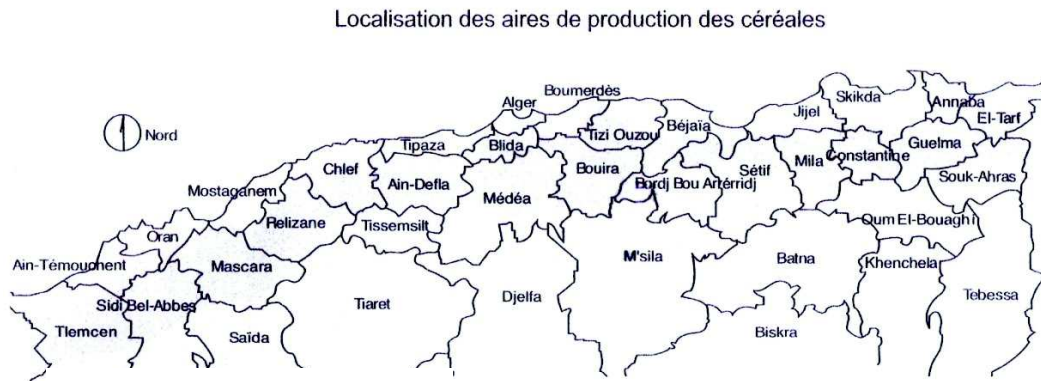 Localisation des aires de production des céréales
Boumerdès
Alger
Skikda
Annaba
Jijel
El-Tarf
Nord
Tizi Ouzou
Béjaïa
Tipaza
Blida
Guelma
Constantine
Mila
Chlef
Ain-Defla
Bouira
Sétif
Souk-Ahras
Mostaganem
Médéa
Bordj Bou Artérridj
Relizane
Tissemsilt
Oum El-Bouaghi
Oran
Ain-Témouchent
Mascara
M'sila
Batna
Khenchela
Sidi Bel-Abbes
Tiaret
Djelfa
Tebessa
Tlemcen
Saïda
Biskra